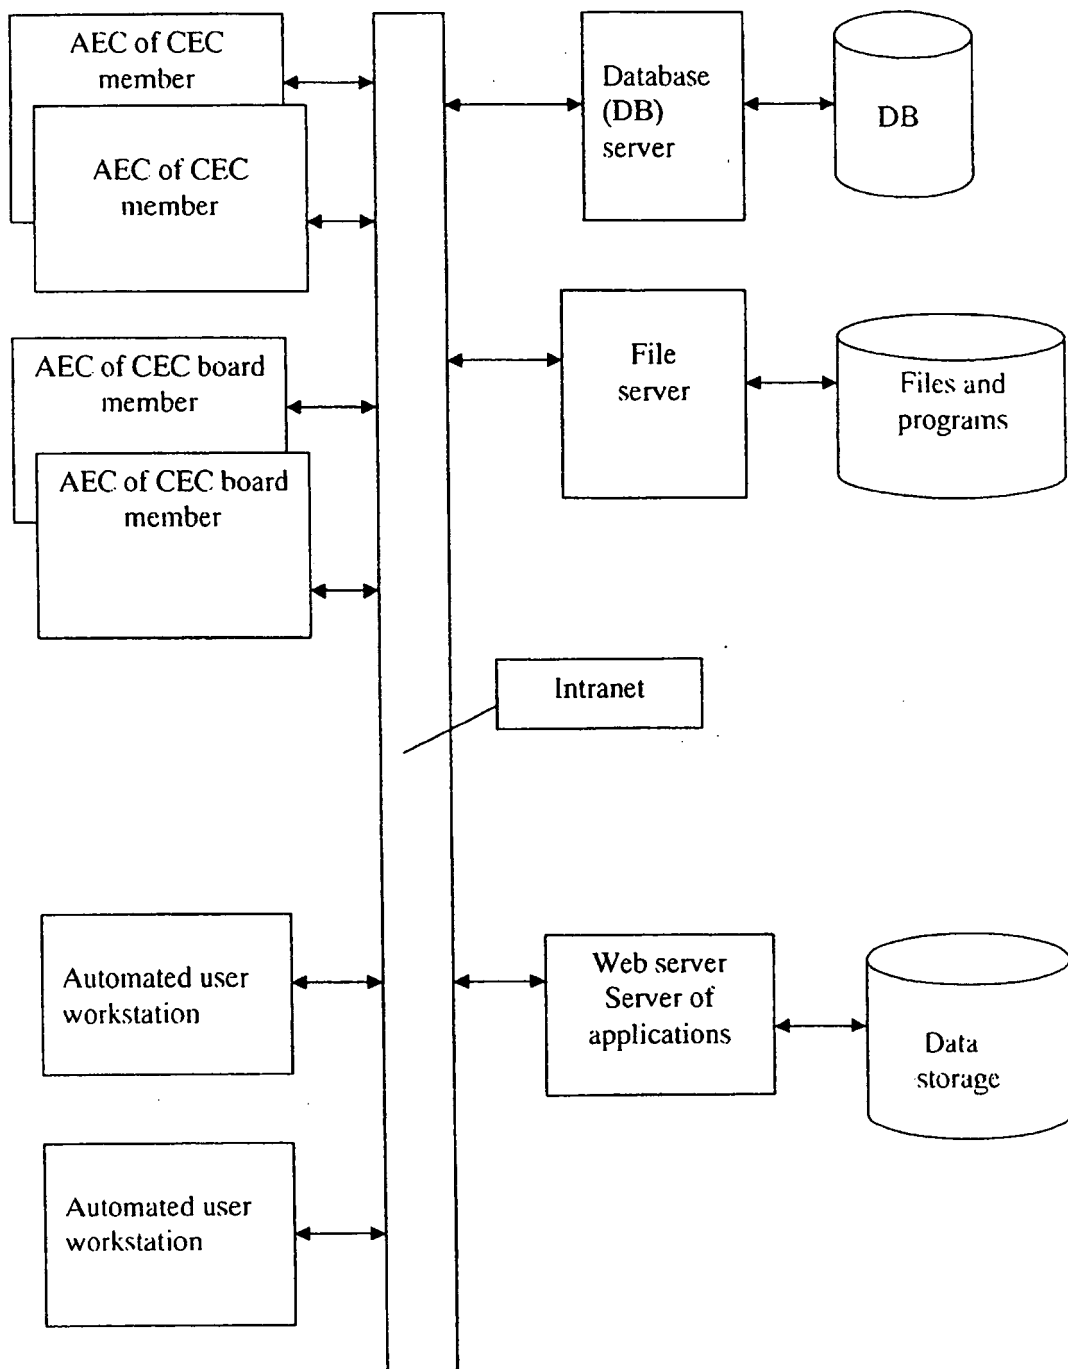 AEC of CEC
member
AEC of CEC
member
AEC of CEC board
member
AEC of CEC board
member
Automated user
workstation
Automated user
workstation
Intranet
Database
(DB)
server
DB
File
server
Files and
programs
Web server
Server of
applications
Data
storage